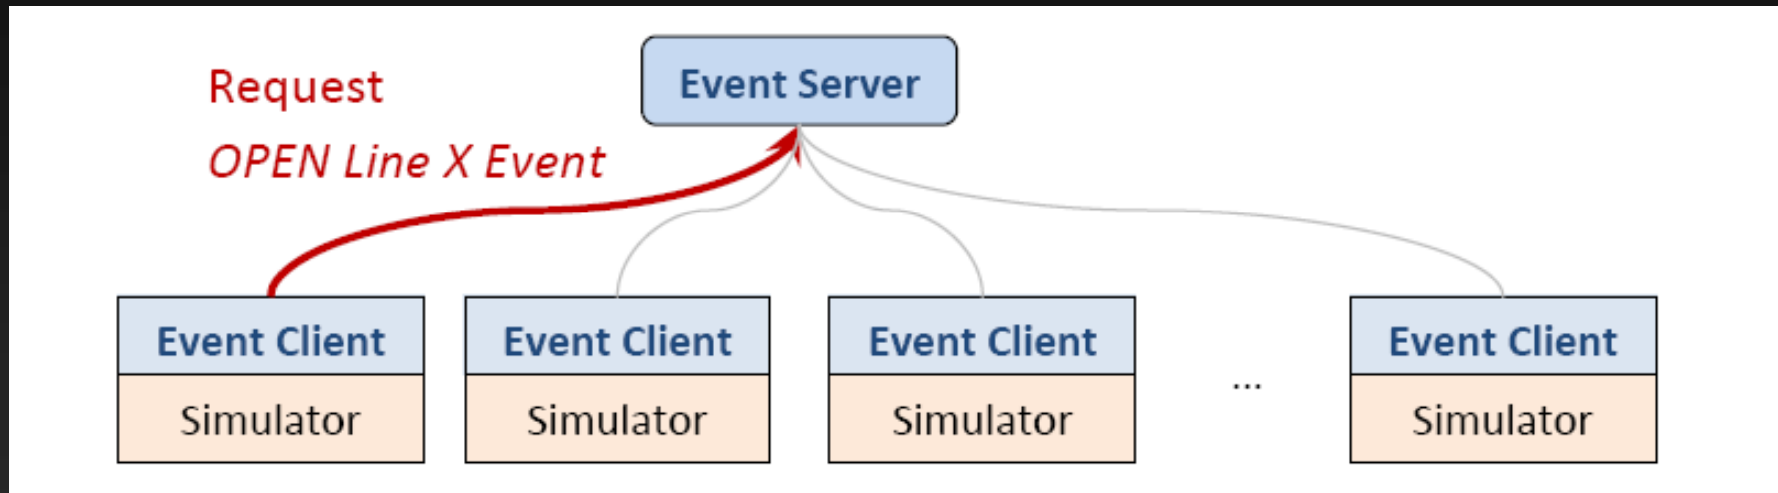 Request
OPEN Line X Event
Event Server
Event Client
Simulator
Event Client
Simulator
Event Client
Simulator
...
Event Client
Simulator